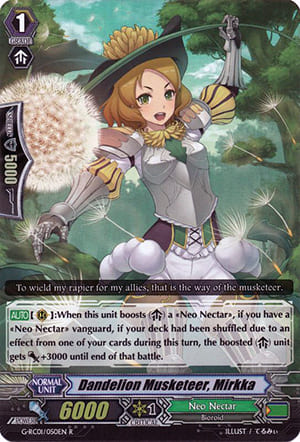 1
GRADE
SHIELD 5000
To wield my rapier for my allies, that is the way of the musketeer.
AUTO [ ]:When this unit boosts a «Neo Nectar», if you have a
«Neo Nectar» vanguard, if your deck had been shuffled due to an
effect from one of your cards during this turn, the boosted unit
gets +3000 until end of that battle.
NORMAL
UNIT
Dandelion Musketeer, Mirkka
POWER
6000
1
CRITICAL
Neo Nectar
Bioroid
G-RC01/050EN R
ILLUST / てるみぃ